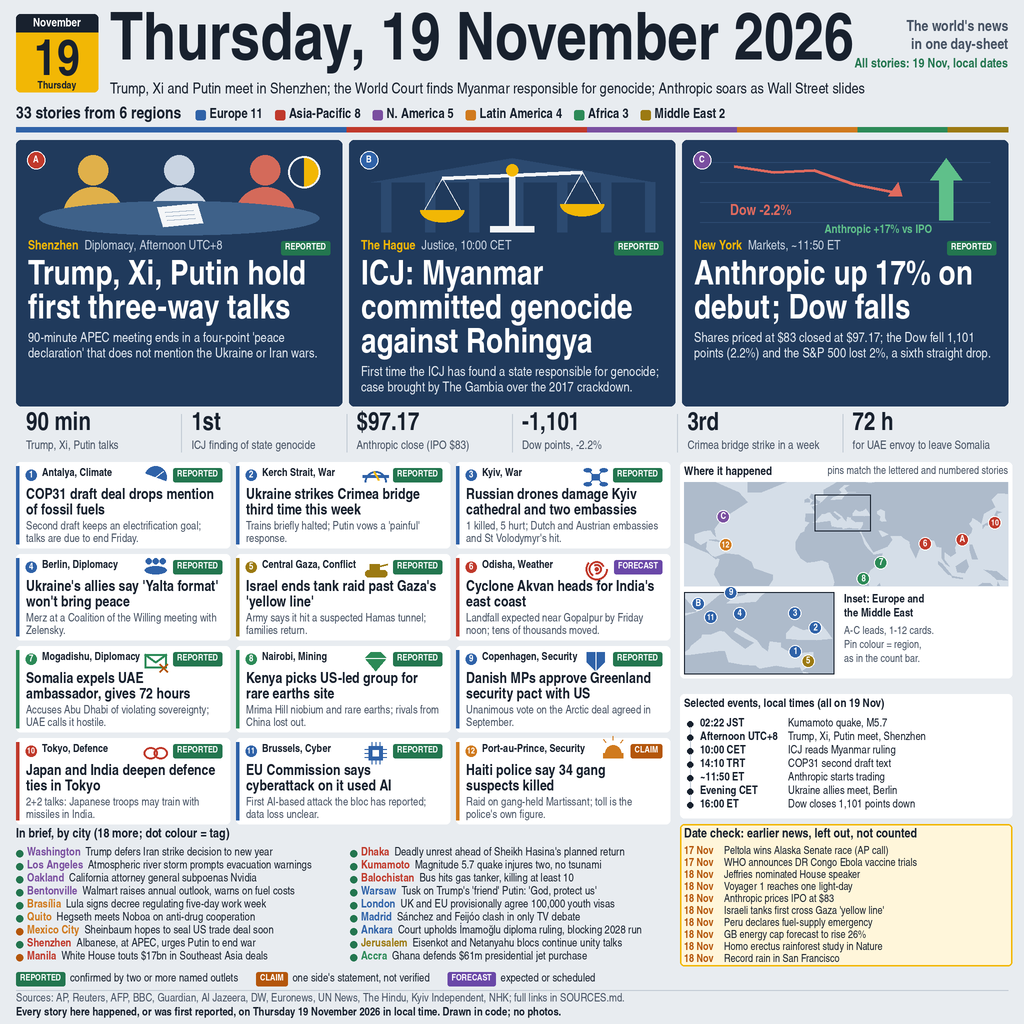 November
19
Thursday
Thursday, 19 November 2026
The world's news
in one day-sheet
All stories: 19 Nov, local dates
Trump, Xi and Putin meet in Shenzhen; the World Court finds Myanmar responsible for genocide; Anthropic soars as Wall Street slides
33 stories from 6 regions
Europe 11
Asia-Pacific 8
N. America 5
Latin America 4
Africa 3
Middle East 2
A
Shenzhen Diplomacy, Afternoon UTC+8
REPORTED
Trump, Xi, Putin hold
first three-way talks
90-minute APEC meeting ends in a four-point 'peace
declaration' that does not mention the Ukraine or Iran wars.
B
The Hague Justice, 10:00 CET
REPORTED
ICJ: Myanmar
committed genocide
against Rohingya
First time the ICJ has found a state responsible for genocide;
case brought by The Gambia over the 2017 crackdown.
C
Dow -2.2%
Anthropic +17% vs IPO
New York Markets, ~11:50 ET
REPORTED
Anthropic up 17% on
debut; Dow falls
Shares priced at $83 closed at $97.17; the Dow fell 1,101
points (2.2%) and the S&P 500 lost 2%, a sixth straight drop.
90 min
Trump, Xi, Putin talks
1st
ICJ finding of state genocide
$97.17
Anthropic close (IPO $83)
-1,101
Dow points, -2.2%
3rd
Crimea bridge strike in a week
72 h
for UAE envoy to leave Somalia
1 Antalya, Climate
REPORTED
COP31 draft deal drops mention
of fossil fuels
Second draft keeps an electrification goal;
talks are due to end Friday.
2 Kerch Strait, War
REPORTED
Ukraine strikes Crimea bridge
third time this week
Trains briefly halted; Putin vows a 'painful'
response.
3 Kyiv, War
REPORTED
Russian drones damage Kyiv
cathedral and two embassies
1 killed, 5 hurt; Dutch and Austrian embassies
and St Volodymyr's hit.
4 Berlin, Diplomacy
REPORTED
Ukraine's allies say 'Yalta format'
won't bring peace
Merz at a Coalition of the Willing meeting with
Zelensky.
5 Central Gaza, Conflict
REPORTED
Israel ends tank raid past Gaza's
'yellow line'
Army says it hit a suspected Hamas tunnel;
families return.
6 Odisha, Weather
FORECAST
Cyclone Akvan heads for India's
east coast
Landfall expected near Gopalpur by Friday
noon; tens of thousands moved.
7 Mogadishu, Diplomacy
REPORTED
Somalia expels UAE
ambassador, gives 72 hours
Accuses Abu Dhabi of violating sovereignty;
UAE calls it hostile.
8 Nairobi, Mining
REPORTED
Kenya picks US-led group for
rare earths site
Mrima Hill niobium and rare earths; rivals from
China lost out.
9 Copenhagen, Security
REPORTED
Danish MPs approve Greenland
security pact with US
Unanimous vote on the Arctic deal agreed in
September.
10 Tokyo, Defence
REPORTED
Japan and India deepen defence
ties in Tokyo
2+2 talks: Japanese troops may train with
missiles in India.
11 Brussels, Cyber
REPORTED
EU Commission says
cyberattack on it used AI
First AI-based attack the bloc has reported;
data loss unclear.
12 Port-au-Prince, Security
CLAIM
Haiti police say 34 gang
suspects killed
Raid on gang-held Martissant; toll is the
police's own figure.
Where it happened
pins match the lettered and numbered stories
C
12
10
A
6
7
8
9
B
11
4
3
2
1
5
Inset: Europe and
the Middle East
A-C leads, 1-12 cards.
Pin colour = region,
as in the count bar.
Selected events, local times (all on 19 Nov)
02:22 JST Kumamoto quake, M5.7
Afternoon UTC+8 Trump, Xi, Putin meet, Shenzhen
10:00 CET ICJ reads Myanmar ruling
14:10 TRT COP31 second draft text
~11:50 ET Anthropic starts trading
Evening CET Ukraine allies meet, Berlin
16:00 ET Dow closes 1,101 points down
In brief, by city (18 more; dot colour = tag)
Washington Trump defers Iran strike decision to new year
Los Angeles Atmospheric river storm prompts evacuation warnings
Oakland California attorney general subpoenas Nvidia
Bentonville Walmart raises annual outlook, warns on fuel costs
Brasília Lula signs decree regulating five-day work week
Quito Hegseth meets Noboa on anti-drug cooperation
Mexico City Sheinbaum hopes to seal US trade deal soon
Shenzhen Albanese, at APEC, urges Putin to end war
Manila White House touts $17bn in Southeast Asia deals
Dhaka Deadly unrest ahead of Sheikh Hasina's planned return
Kumamoto Magnitude 5.7 quake injures two, no tsunami
Balochistan Bus hits gas tanker, killing at least 10
Warsaw Tusk on Trump's 'friend' Putin: 'God, protect us'
London UK and EU provisionally agree 100,000 youth visas
Madrid Sánchez and Feijóo clash in only TV debate
Ankara Court upholds İmamoğlu diploma ruling, blocking 2028 run
Jerusalem Eisenkot and Netanyahu blocs continue unity talks
Accra Ghana defends $61m presidential jet purchase
Date check: earlier news, left out, not counted
17 Nov Peltola wins Alaska Senate race (AP call)
17 Nov WHO announces DR Congo Ebola vaccine trials
18 Nov Jeffries nominated House speaker
18 Nov Voyager 1 reaches one light-day
18 Nov Anthropic prices IPO at $83
18 Nov Israeli tanks first cross Gaza 'yellow line'
18 Nov Peru declares fuel-supply emergency
18 Nov GB energy cap forecast to rise 26%
18 Nov Homo erectus rainforest study in Nature
18 Nov Record rain in San Francisco
REPORTED confirmed by two or more named outlets
CLAIM one side's statement, not verified
FORECAST expected or scheduled
Sources: AP, Reuters, AFP, BBC, Guardian, Al Jazeera, DW, Euronews, UN News, The Hindu, Kyiv Independent, NHK; full links in SOURCES.md.
Every story here happened, or was first reported, on Thursday 19 November 2026 in local time. Drawn in code; no photos.